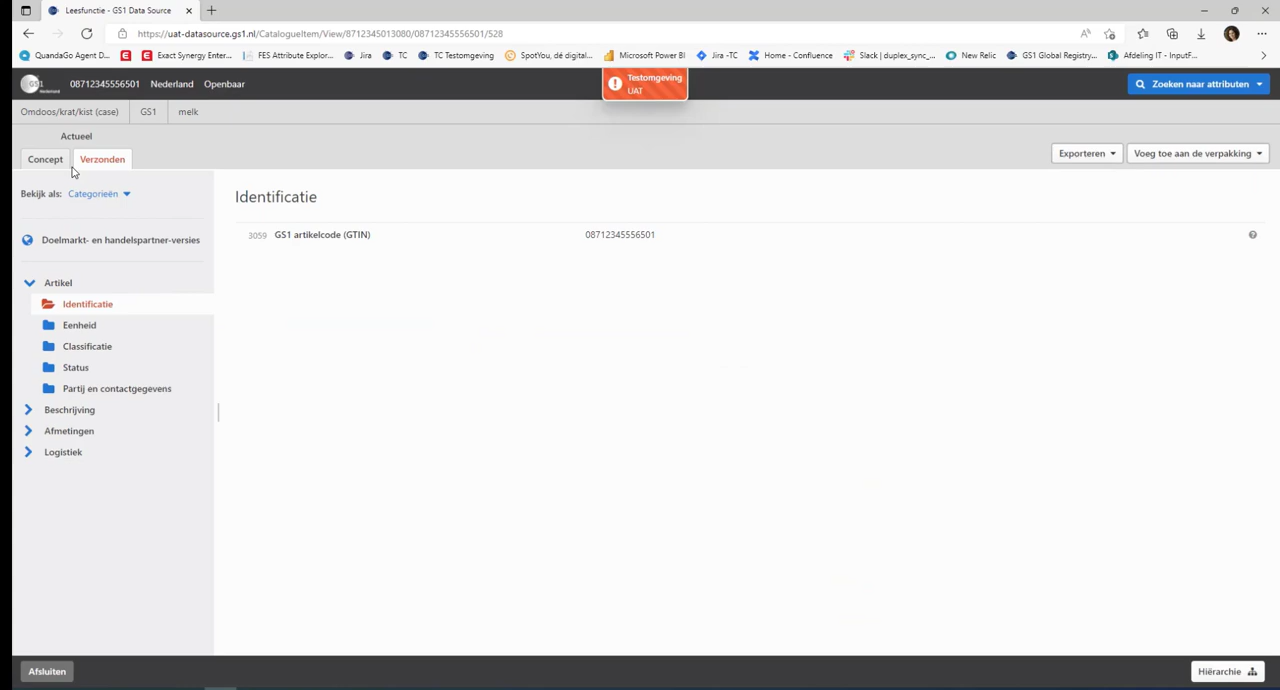 Leesfunctie - GS1 Data Source
https://uat-datasource.gs1.nl/CatalogueItem/View/8712345013080/08712345556501/528
QuandaGo Agent D... Exact Synergy Enter... FES Attribute Explor... Jira TC TC Testomgeving SpotYou, dé digital... Microsoft Power BI Jira -TC Home - Confluence Slack | duplex_sync_... New Relic GS1 Global Registry... Afdeling IT - InputF...
GS1 Nederland 08712345556501 Nederland Openbaar Testomgeving Zoeken naar attributen
UAT
Omdoos/krat/kist (case) GS1 melk
Actueel
Concept Verzonden Exporteren Voeg toe aan de verpakking
Bekijk als: Categorieën Identificatie
3059 GS1 artikelcode (GTIN) 08712345556501
Doelmarkt- en handelspartner-versies
Artikel
Identificatie
Eenheid
Classificatie
Status
Partij en contactgegevens
Beschrijving
Afmetingen
Logistiek
Afsluiten Hiërarchie